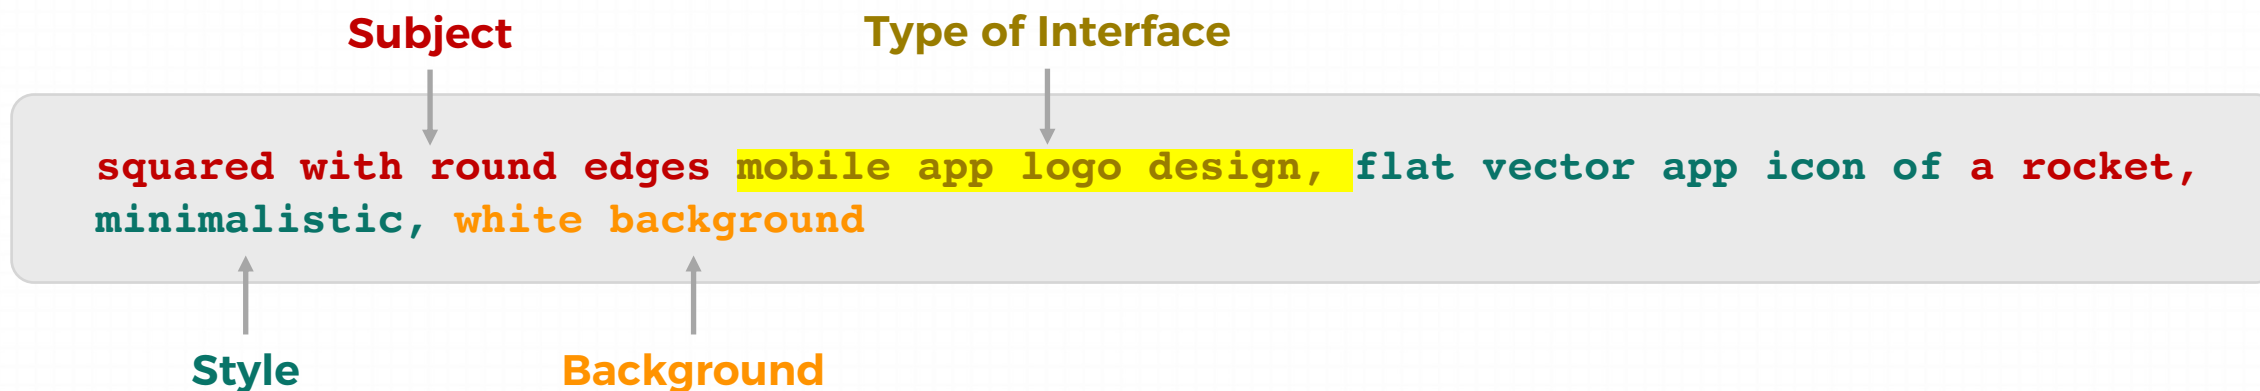 Subject
Type of Interface
squared with round edges mobile app logo design, flat vector app icon of a rocket,
minimalistic, white background
Style
Background